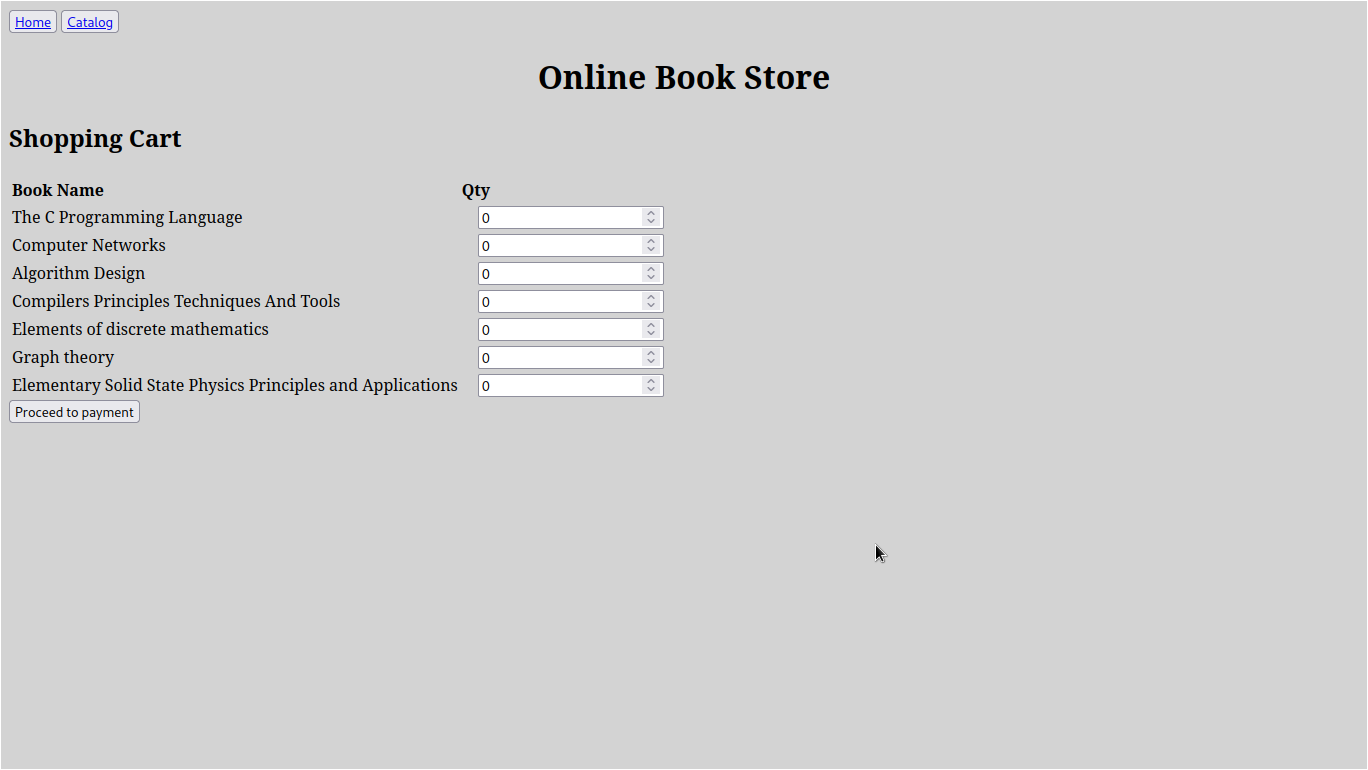 Home Catalog
Online Book Store
Shopping Cart
Book Name Qty
The C Programming Language 0
Computer Networks 0
Algorithm Design 0
Compilers Principles Techniques And Tools 0
Elements of discrete mathematics 0
Graph theory 0
Elementary Solid State Physics Principles and Applications 0
Proceed to payment